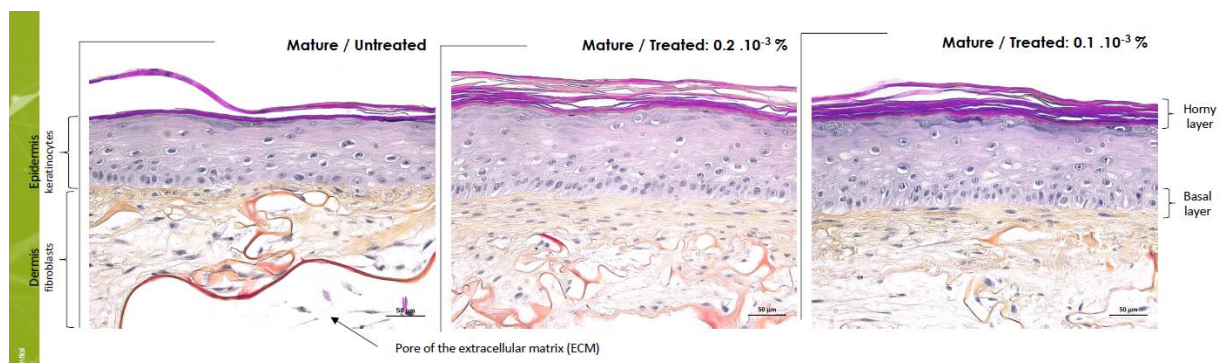 Mature / Untreated
Mature / Treated: 0.2 .10-3 %
Mature / Treated: 0.1 .10-3 %
Epidermis
keratinocytes
Dermis
fibroblasts
Horny
layer
Basal
layer
50 µm
50 µm
50 µm
Pore of the extracellular matrix (ECM)